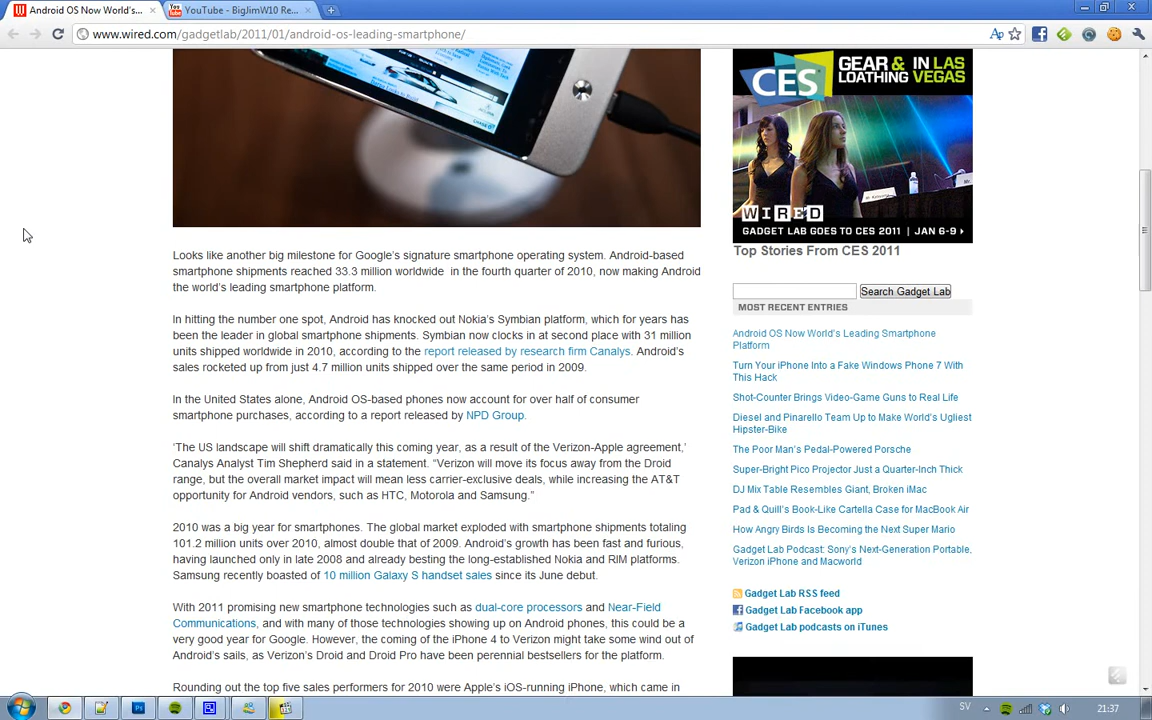 Android OS Now World's...
YouTube - BigJimW10 Re...
www.wired.com/gadgetlab/2011/01/android-os-leading-smartphone/
CES
GEAR & IN LAS
LOATHING VEGAS
WIRED
GADGET LAB GOES TO CES 2011 | JAN 6-9
Top Stories From CES 2011
Search Gadget Lab
MOST RECENT ENTRIES
Android OS Now World's Leading Smartphone
Platform
Turn Your iPhone Into a Fake Windows Phone 7 With
This Hack
Shot-Counter Brings Video-Game Guns to Real Life
Diesel and Pinarello Team Up to Make World's Ugliest
Hipster-Bike
The Poor Man's Pedal-Powered Porsche
Super-Bright Pico Projector Just a Quarter-Inch Thick
DJ Mix Table Resembles Giant, Broken iMac
Pad & Quill's Book-Like Cartella Case for MacBook Air
How Angry Birds Is Becoming the Next Super Mario
Gadget Lab Podcast: Sony's Next-Generation Portable,
Verizon iPhone and Macworld
Gadget Lab RSS feed
Gadget Lab Facebook app
Gadget Lab podcasts on iTunes
Looks like another big milestone for Google's signature smartphone operating system. Android-based
smartphone shipments reached 33.3 million worldwide in the fourth quarter of 2010, now making Android
the world's leading smartphone platform.
In hitting the number one spot, Android has knocked out Nokia's Symbian platform, which for years has
been the leader in global smartphone shipments. Symbian now clocks in at second place with 31 million
units shipped worldwide in 2010, according to the report released by research firm Canalys. Android's
sales rocketed up from just 4.7 million units shipped over the same period in 2009.
In the United States alone, Android OS-based phones now account for over half of consumer
smartphone purchases, according to a report released by NPD Group.
'The US landscape will shift dramatically this coming year, as a result of the Verizon-Apple agreement,'
Canalys Analyst Tim Shepherd said in a statement. "Verizon will move its focus away from the Droid
range, but the overall market impact will mean less carrier-exclusive deals, while increasing the AT&T
opportunity for Android vendors, such as HTC, Motorola and Samsung."
2010 was a big year for smartphones. The global market exploded with smartphone shipments totaling
101.2 million units over 2010, almost double that of 2009. Android's growth has been fast and furious,
having launched only in late 2008 and already besting the long-established Nokia and RIM platforms.
Samsung recently boasted of 10 million Galaxy S handset sales since its June debut.
With 2011 promising new smartphone technologies such as dual-core processors and Near-Field
Communications, and with many of those technologies showing up on Android phones, this could be a
very good year for Google. However, the coming of the iPhone 4 to Verizon might take some wind out of
Android's sails, as Verizon's Droid and Droid Pro have been perennial bestsellers for the platform.
Rounding out the top five sales performers for 2010 were Apple's iOS-running iPhone, which came in
SV
21:37